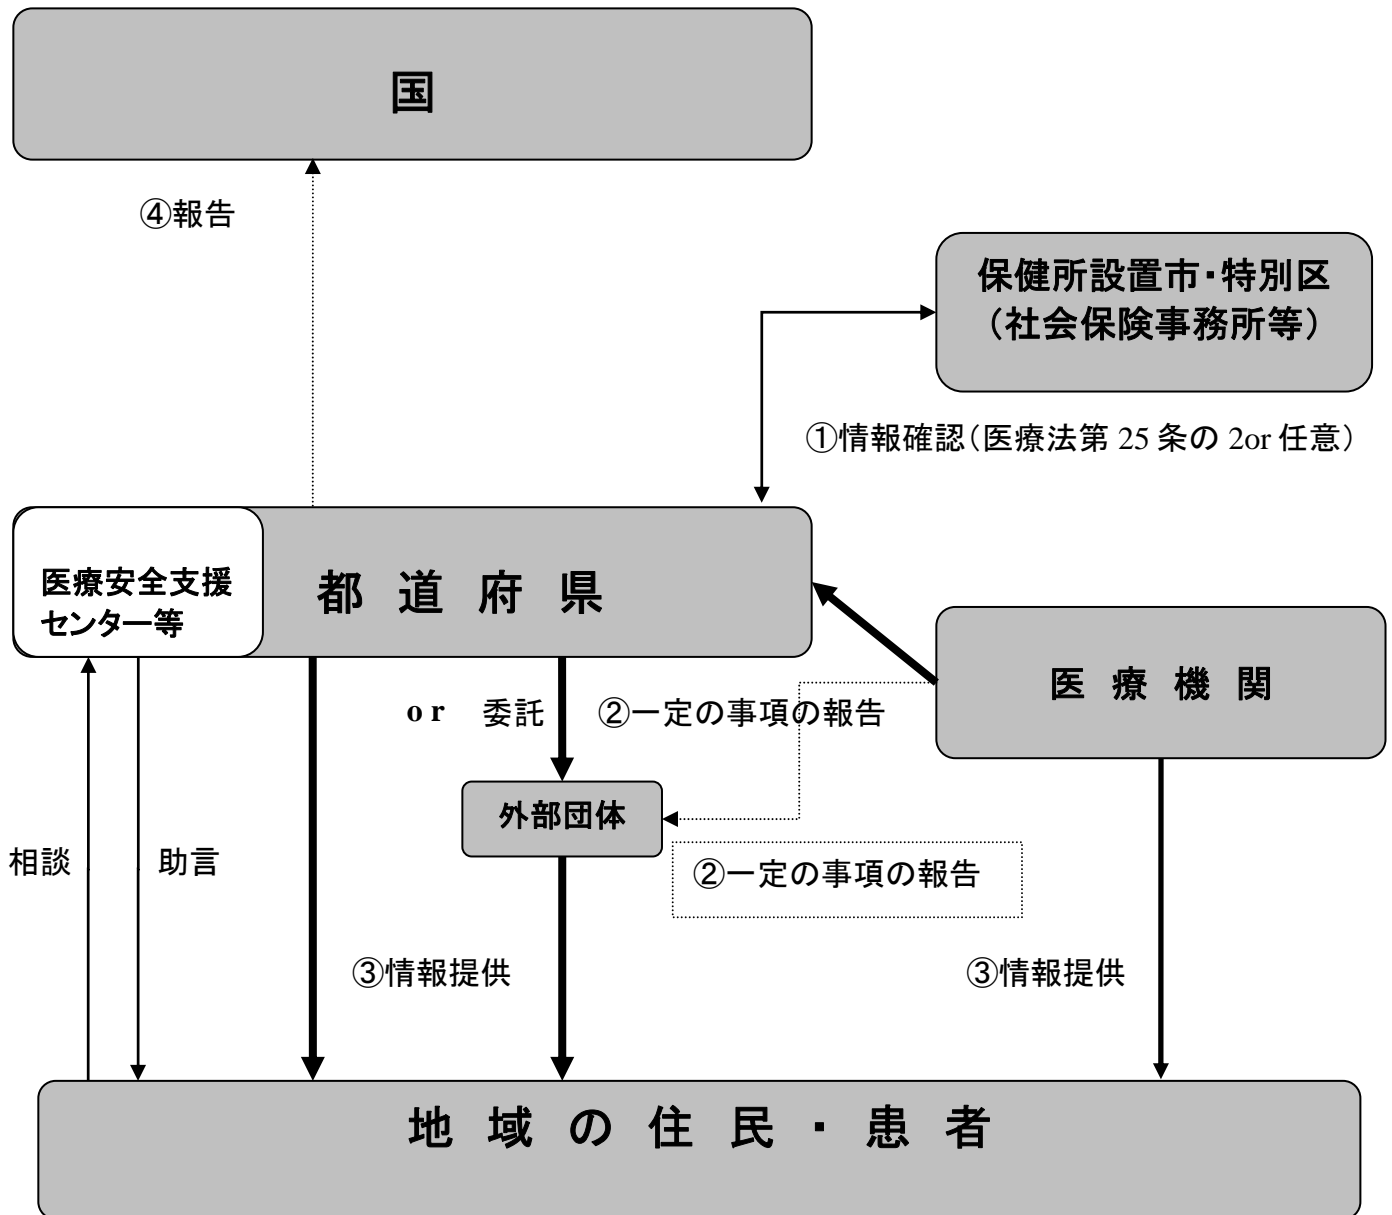 国
④報告
保健所設置市・特別区
（社会保険事務所等）
①情報確認（医療法第 25 条の 2or 任意）
医療安全支援
センター等
都 道 府 県
医 療 機 関
o r 委託
②一定の事項の報告
外部団体
②一定の事項の報告
相談
助言
③情報提供
③情報提供
地 域 の 住 民 ・ 患 者